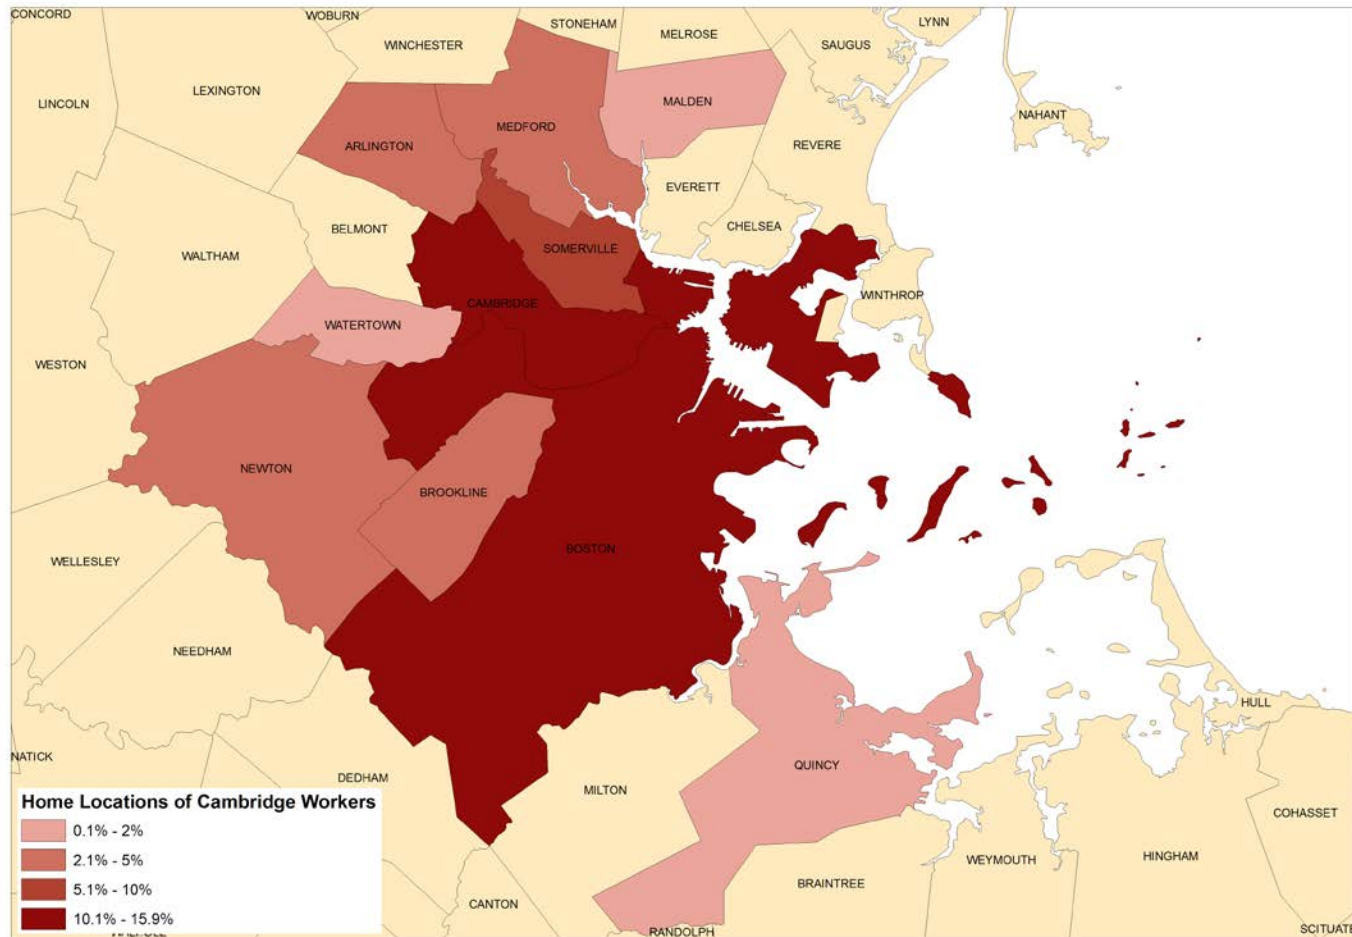 CONCORD
WOBURN
STONEHAM
LYNN
WINCHESTER
MELROSE
SAUGUS
LEXINGTON
LINCOLN
MALDEN
NAHANT
MEDFORD
ARLINGTON
REVERE
EVERETT
BELMONT
CHELSEA
SOMERVILLE
WALTHAM
WINTHROP
CAMBRIDGE
WATERTOWN
WESTON
NEWTON
BROOKLINE
BOSTON
WELLESLEY
NEEDHAM
HULL
NATICK
DEDHAM
QUINCY
MILTON
COHASSET
HINGHAM
WEYMOUTH
BRAINTREE
CANTON
RANDOLPH
SCITUATE
Home Locations of Cambridge Workers
0.1% - 2%
2.1% - 5%
5.1% - 10%
10.1% - 15.9%